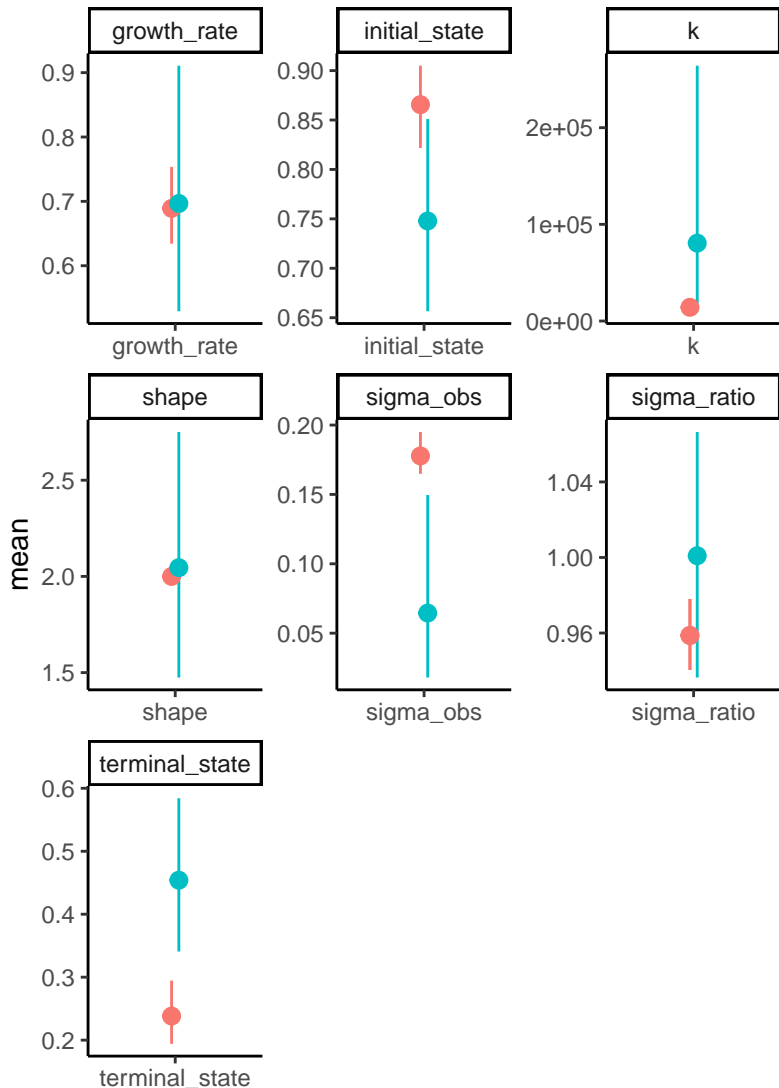 growth_rate
initial_state
k
0.9
0.8
0.7
0.6
growth_rate
0.90
0.85
0.80
0.75
0.70
0.65
initial_state
2e+05
1e+05
0e+00
k
mean
shape
sigma_obs
sigma_ratio
2.5
2.0
1.5
shape
0.20
0.15
0.10
0.05
sigma_obs
1.04
1.00
0.96
sigma_ratio
terminal_state
0.6
0.5
0.4
0.3
0.2
terminal_state